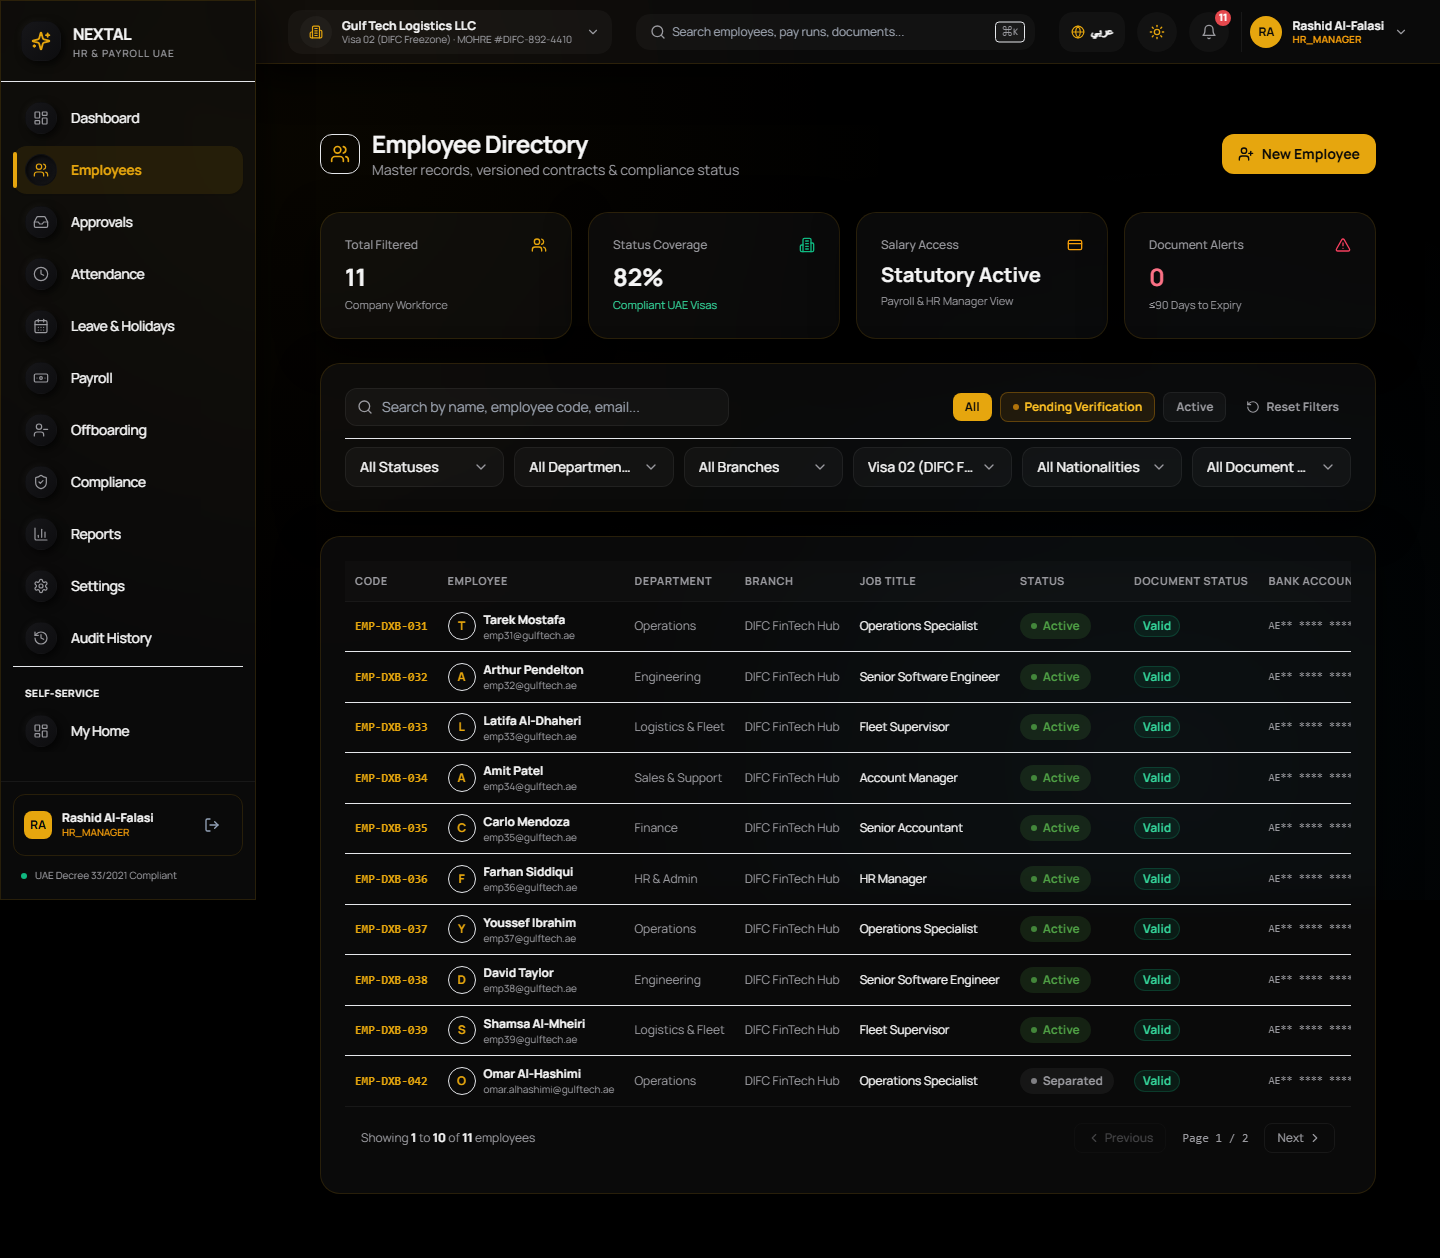 NEXTAL
HR & PAYROLL UAE
Gulf Tech Logistics LLC
Visa 02 (DIFC Freezone) · MOHRE #DIFC-892-4410
Search employees, pay runs, documents...
⌘K
عربي
11
RA
Rashid Al-Falasi
HR_MANAGER
Dashboard
Employees
Approvals
Attendance
Leave & Holidays
Payroll
Offboarding
Compliance
Reports
Settings
Audit History
SELF-SERVICE
My Home
RA
Rashid Al-Falasi
HR_MANAGER
UAE Decree 33/2021 Compliant
Employee Directory
Master records, versioned contracts & compliance status
New Employee
Total Filtered
11
Company Workforce
Status Coverage
82%
Compliant UAE Visas
Salary Access
Statutory Active
Payroll & HR Manager View
Document Alerts
0
≤90 Days to Expiry
Search by name, employee code, email...
All
Pending Verification
Active
Reset Filters
All Statuses
All Departmen...
All Branches
Visa 02 (DIFC F...
All Nationalities
All Document ...
CODE EMPLOYEE DEPARTMENT BRANCH JOB TITLE STATUS DOCUMENT STATUS BANK ACCOUN
EMP-DXB-031 T Tarek Mostafa Operations DIFC FinTech Hub Operations Specialist Active Valid AE** **** ****
emp31@gulftech.ae
EMP-DXB-032 A Arthur Pendelton Engineering DIFC FinTech Hub Senior Software Engineer Active Valid AE** **** ****
emp32@gulftech.ae
EMP-DXB-033 L Latifa Al-Dhaheri Logistics & Fleet DIFC FinTech Hub Fleet Supervisor Active Valid AE** **** ****
emp33@gulftech.ae
EMP-DXB-034 A Amit Patel Sales & Support DIFC FinTech Hub Account Manager Active Valid AE** **** ****
emp34@gulftech.ae
EMP-DXB-035 C Carlo Mendoza Finance DIFC FinTech Hub Senior Accountant Active Valid AE** **** ****
emp35@gulftech.ae
EMP-DXB-036 F Farhan Siddiqui HR & Admin DIFC FinTech Hub HR Manager Active Valid AE** **** ****
emp36@gulftech.ae
EMP-DXB-037 Y Youssef Ibrahim Operations DIFC FinTech Hub Operations Specialist Active Valid AE** **** ****
emp37@gulftech.ae
EMP-DXB-038 D David Taylor Engineering DIFC FinTech Hub Senior Software Engineer Active Valid AE** **** ****
emp38@gulftech.ae
EMP-DXB-039 S Shamsa Al-Mheiri Logistics & Fleet DIFC FinTech Hub Fleet Supervisor Active Valid AE** **** ****
emp39@gulftech.ae
EMP-DXB-042 O Omar Al-Hashimi Operations DIFC FinTech Hub Operations Specialist Separated Valid AE** **** ****
omar.alhashimi@gulftech.ae
Showing 1 to 10 of 11 employees
Previous
Page 1 / 2
Next